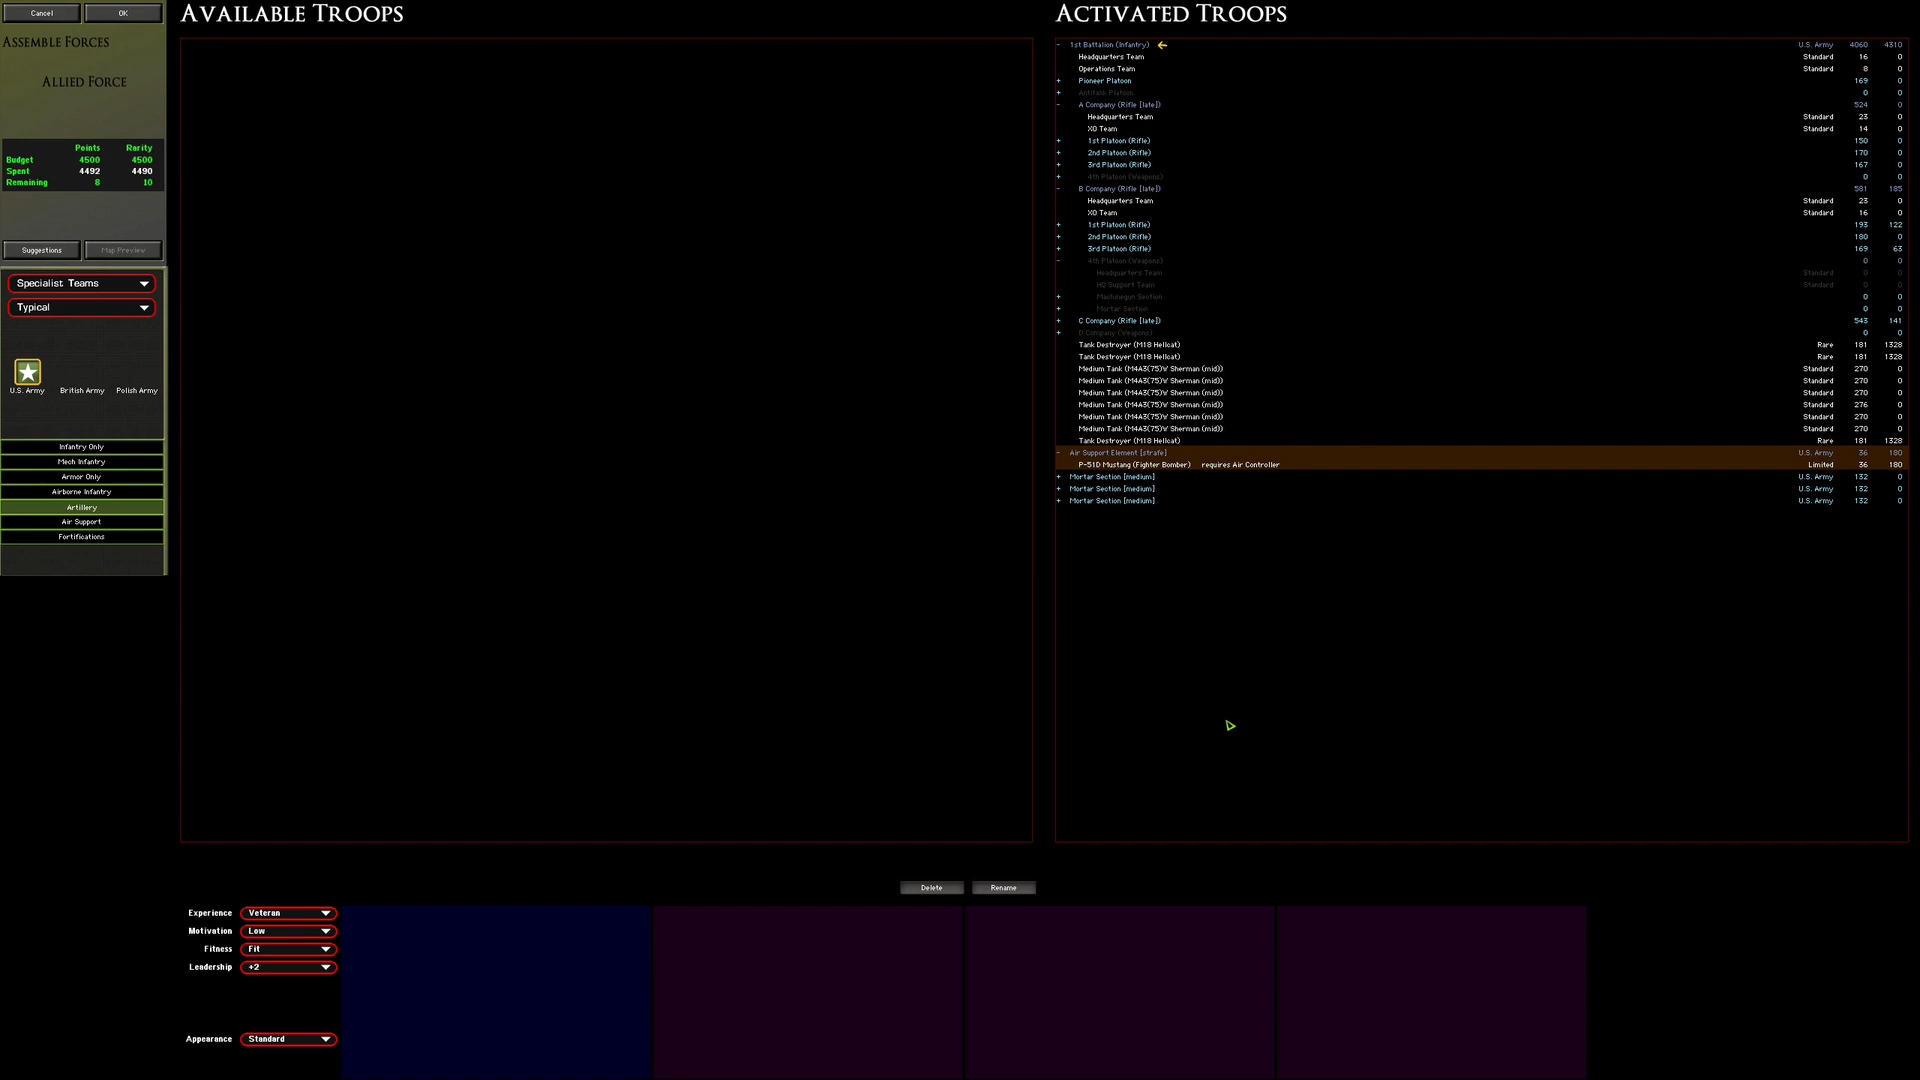 Cancel OK
ASSEMBLE FORCES
ALLIED FORCE
Points Rarity
Budget 4500 4500
Spent 4492 4490
Remaining 8 10
Suggestions Map Preview
Specialist Teams
Typical
U.S. Army British Army Polish Army
Infantry Only
Mech Infantry
Armor Only
Airborne Infantry
Artillery
Air Support
Fortifications
AVAILABLE TROOPS
ACTIVATED TROOPS
- 1st Battalion (Infantry) U.S. Army 4060 4310
Headquarters Team Standard 16 0
Operations Team Standard 8 0
+ Pioneer Platoon 169 0
+ Antitank Platoon 0 0
- A Company (Rifle [late]) 524 0
Headquarters Team Standard 23 0
XO Team Standard 14 0
+ 1st Platoon (Rifle) 150 0
+ 2nd Platoon (Rifle) 170 0
+ 3rd Platoon (Rifle) 167 0
+ 4th Platoon (Weapons) 0 0
- B Company (Rifle [late]) 581 185
Headquarters Team Standard 23 0
XO Team Standard 16 0
+ 1st Platoon (Rifle) 193 122
+ 2nd Platoon (Rifle) 180 0
+ 3rd Platoon (Rifle) 169 63
- 4th Platoon (Weapons) 0 0
Headquarters Team Standard 0 0
HQ Support Team Standard 0 0
+ Machinegun Section 0 0
+ Mortar Section 0 0
+ C Company (Rifle [late]) 543 141
+ D Company (Weapons) 0 0
Tank Destroyer (M18 Hellcat) Rare 181 1328
Tank Destroyer (M18 Hellcat) Rare 181 1328
Medium Tank (M4A3(75)W Sherman (mid)) Standard 270 0
Medium Tank (M4A3(75)W Sherman (mid)) Standard 270 0
Medium Tank (M4A3(75)W Sherman (mid)) Standard 270 0
Medium Tank (M4A3(75)W Sherman (mid)) Standard 276 0
Medium Tank (M4A3(75)W Sherman (mid)) Standard 270 0
Medium Tank (M4A3(75)W Sherman (mid)) Standard 270 0
Tank Destroyer (M18 Hellcat) Rare 181 1328
- Air Support Element [strafe] U.S. Army 36 180
P-51D Mustang (Fighter Bomber) requires Air Controller Limited 36 180
+ Mortar Section [medium] U.S. Army 132 0
+ Mortar Section [medium] U.S. Army 132 0
+ Mortar Section [medium] U.S. Army 132 0
Delete Rename
Experience Veteran
Motivation Low
Fitness Fit
Leadership +2
Appearance Standard